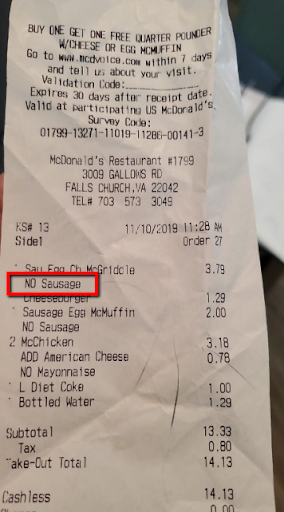 BUY ONE GET ONE FREE QUARTER POUNDER
W/CHEESE OR EGG MCMUFFIN
Go to www.mcdvoice.com within 7 days
and tell us about your visit.
Validation Code:
Expires 30 days after receipt date.
Valid at participating US McDonald's
Survey Code:
01799-13271-11019-11286-00141-3
McDonald's Restaurant #1799
3009 GALLOWS RD
FALLS CHURCH,VA 22042
TEL# 703 573 3049
KS# 13 11/10/2019 11:28 AM
Side1 Order 27
1 Sau Egg Ch McGriddle 3.79
NO Sausage
Cheeseburger 1.29
1 Sausage Egg McMuffin 2.00
NO Sausage
2 McChicken 3.18
ADD American Cheese 0.78
NO Mayonnaise
1 L Diet Coke 1.00
1 Bottled Water 1.29
Subtotal 13.33
Tax 0.80
Take-Out Total 14.13
Cashless 14.13
0.00